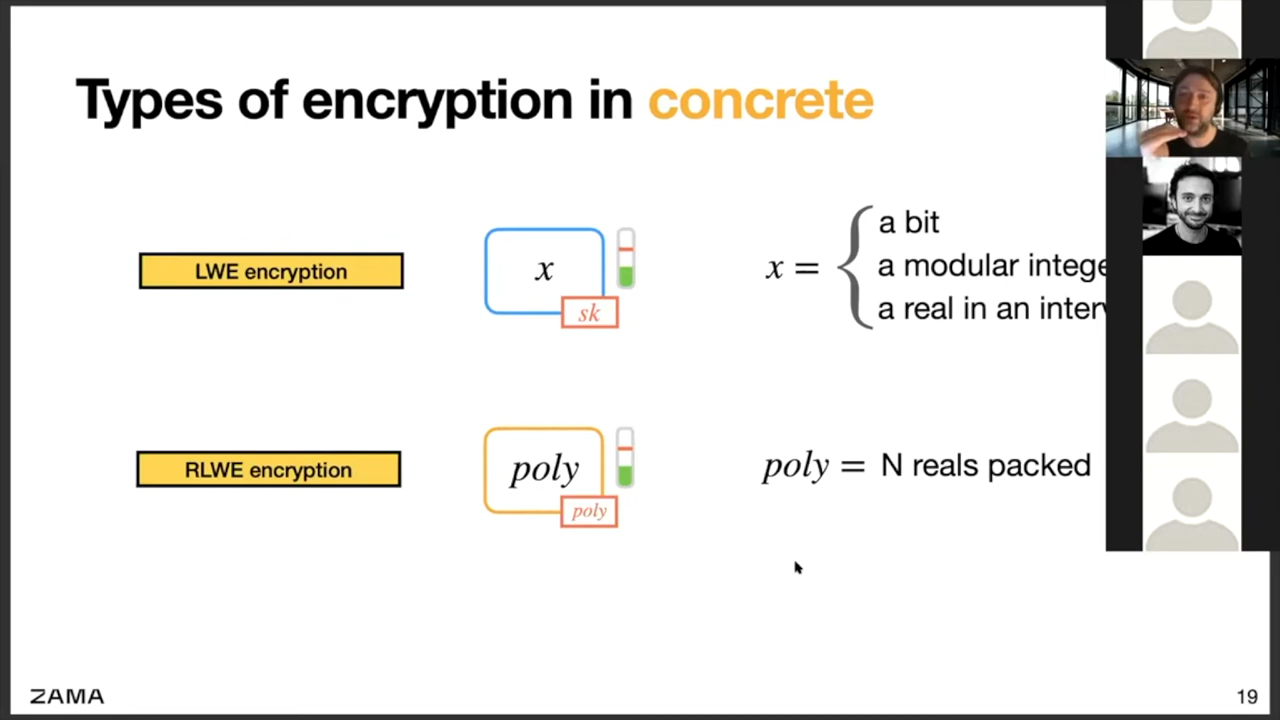 Types of encryption in concrete
LWE encryption
x
sk
x =
a bit
a modular intege
a real in an interv
RLWE encryption
poly
poly
poly = N reals packed
ZAMA
19